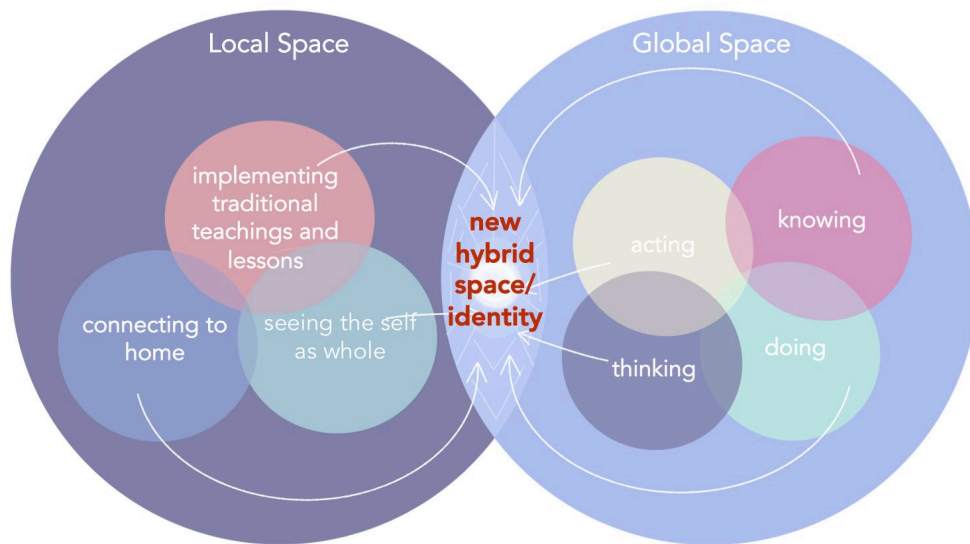 Local Space
Global Space
implementing
traditional
teachings and
lessons
connecting to
home
seeing the self
as whole
new
hybrid
space/
identity
acting
knowing
thinking
doing